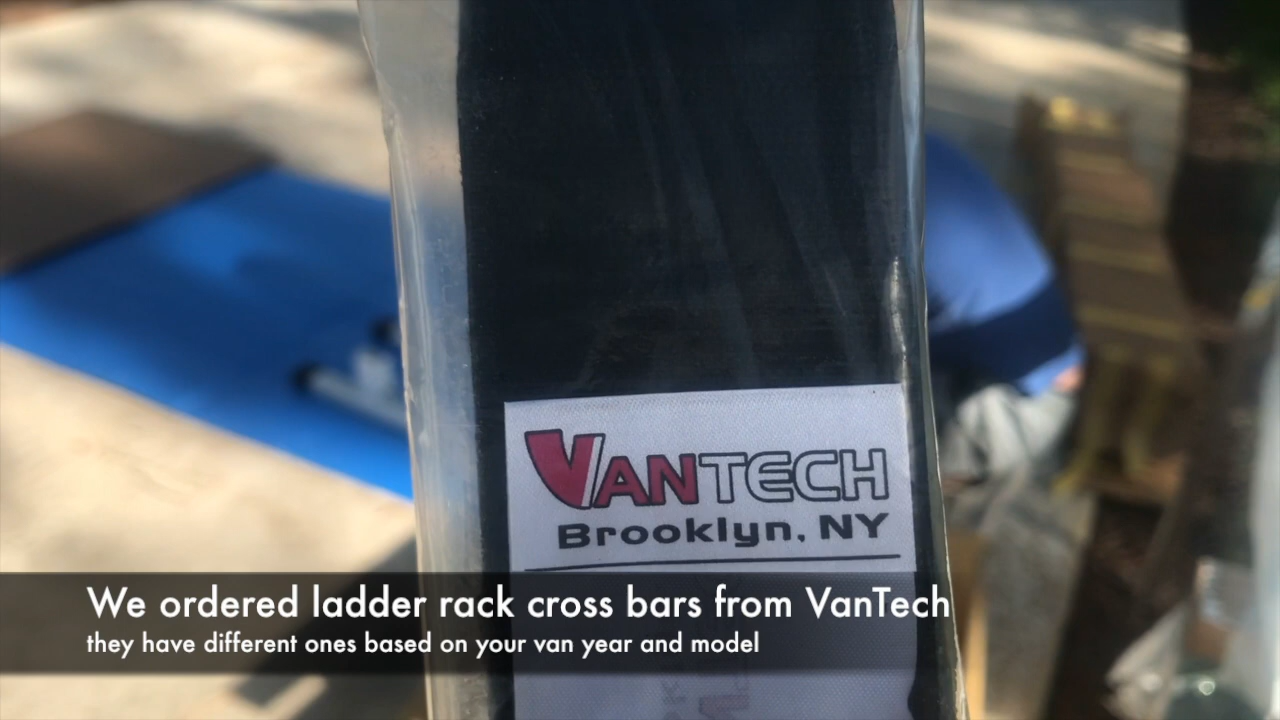 VANTECH
Brooklyn, NY
We ordered ladder rack cross bars from VanTech
they have different ones based on your van year and model